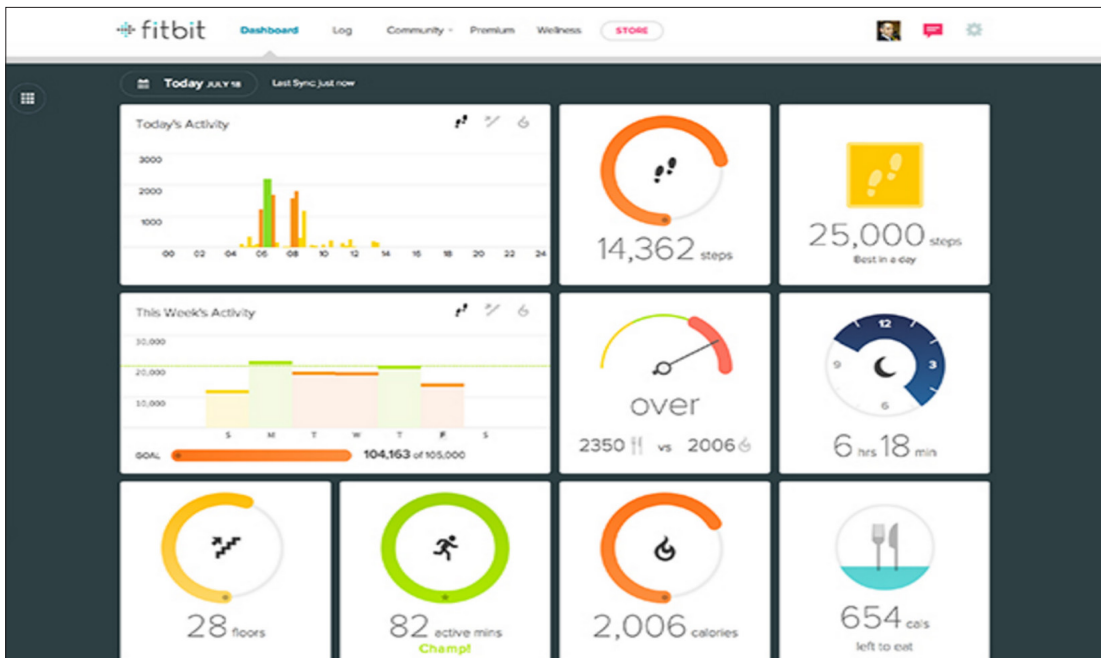 fitbit
Dashboard Log Community Premium Wellness STORE
Today JULY 18 Last Sync: just now
Today's Activity
3000
2000
1000
00 02 04 06 08 10 12 14 16 18 20 22 24
14,362 steps
25,000 steps
Best in a day
This Week's Activity
30,000
20,000
10,000
S M T W T F S
GOAL 104,163 of 105,000
over
2350 vs 2006
12
9 3
6
6 hrs 18 min
28 floors
82 active mins
Champ!
2,006 calories
654 cals
left to eat